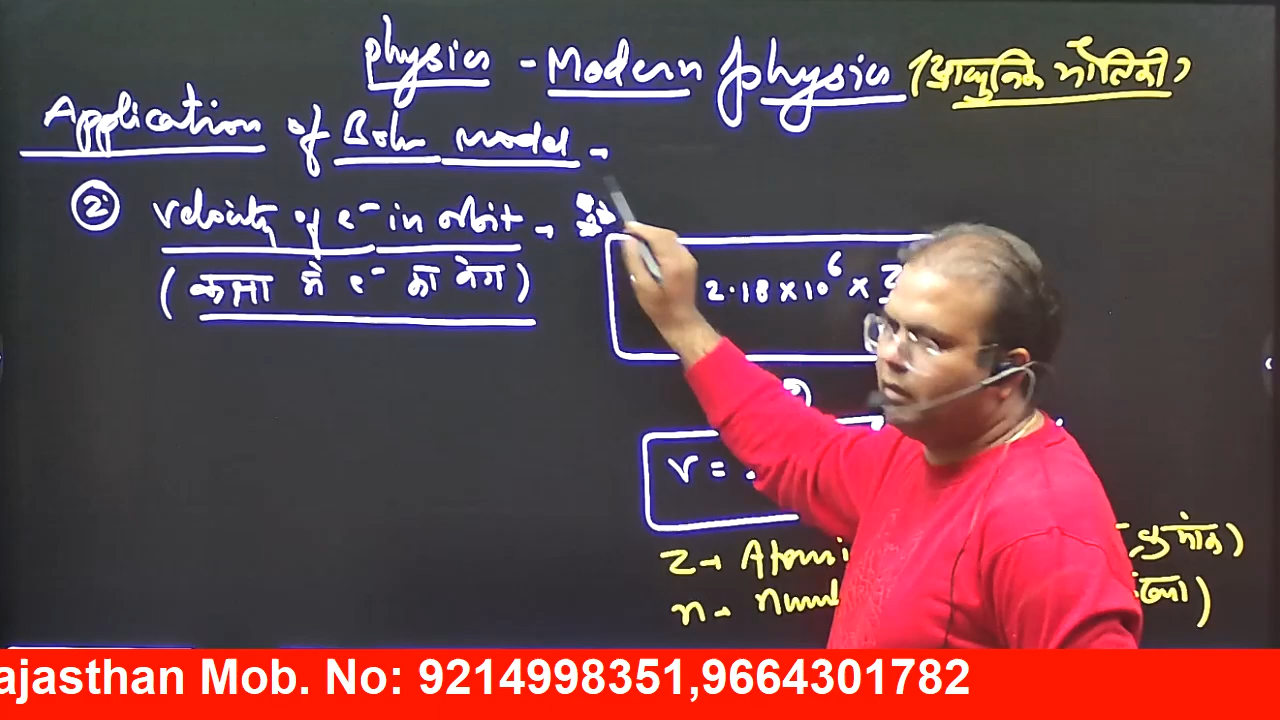 Physics - Modern physics (आधुनिक भौतिकी)
Application of Bohr model -
② velocity of e⁻ in orbit -
(कक्षा में e⁻ का वेग)
2.18 × 10⁶ × Z
v = .
Z → Atomi
n → Numb
ajasthan Mob. No: 9214998351,9664301782